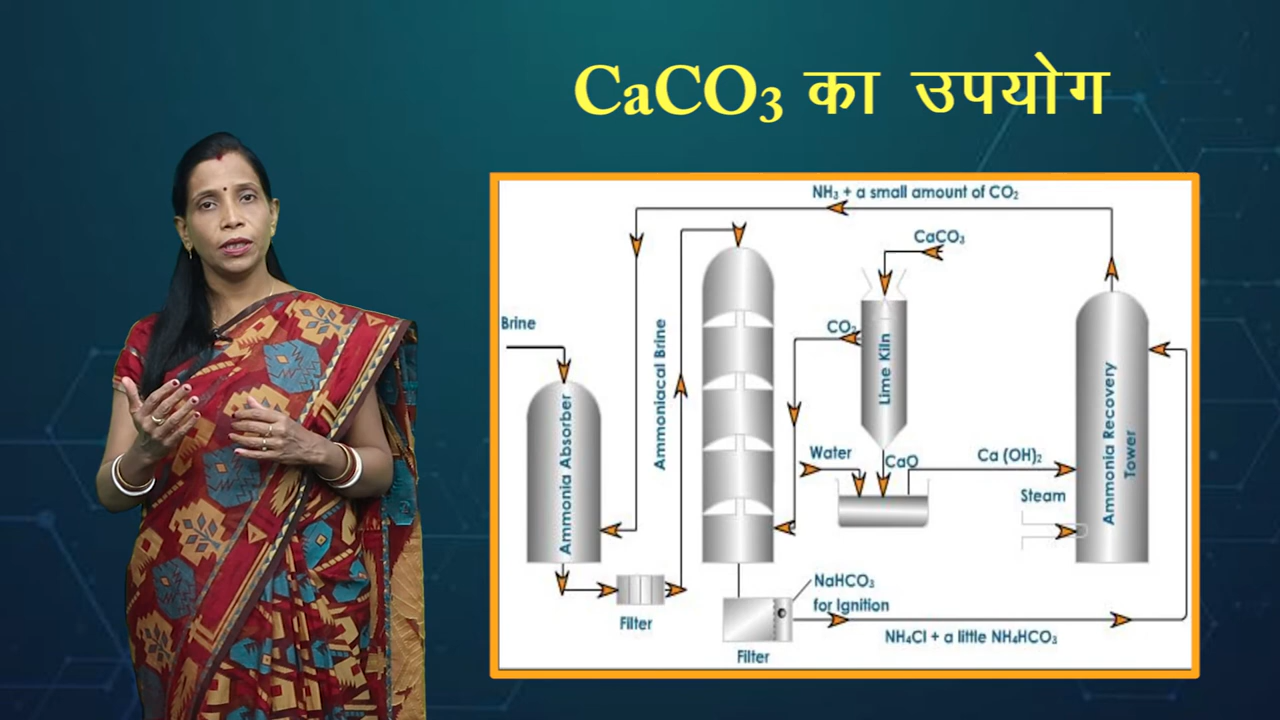 CaCO₃ का उपयोग
NH₃ + a small amount of CO₂
CaCO₃
Brine
Ammoniacal Brine
CO₂
Lime Kiln
Ammonia Absorber
Water
CaO
Ca (OH)₂
Ammonia Recovery
Tower
Steam
NaHCO₃
for Ignition
Filter
NH₄Cl + a little NH₄HCO₃
Filter